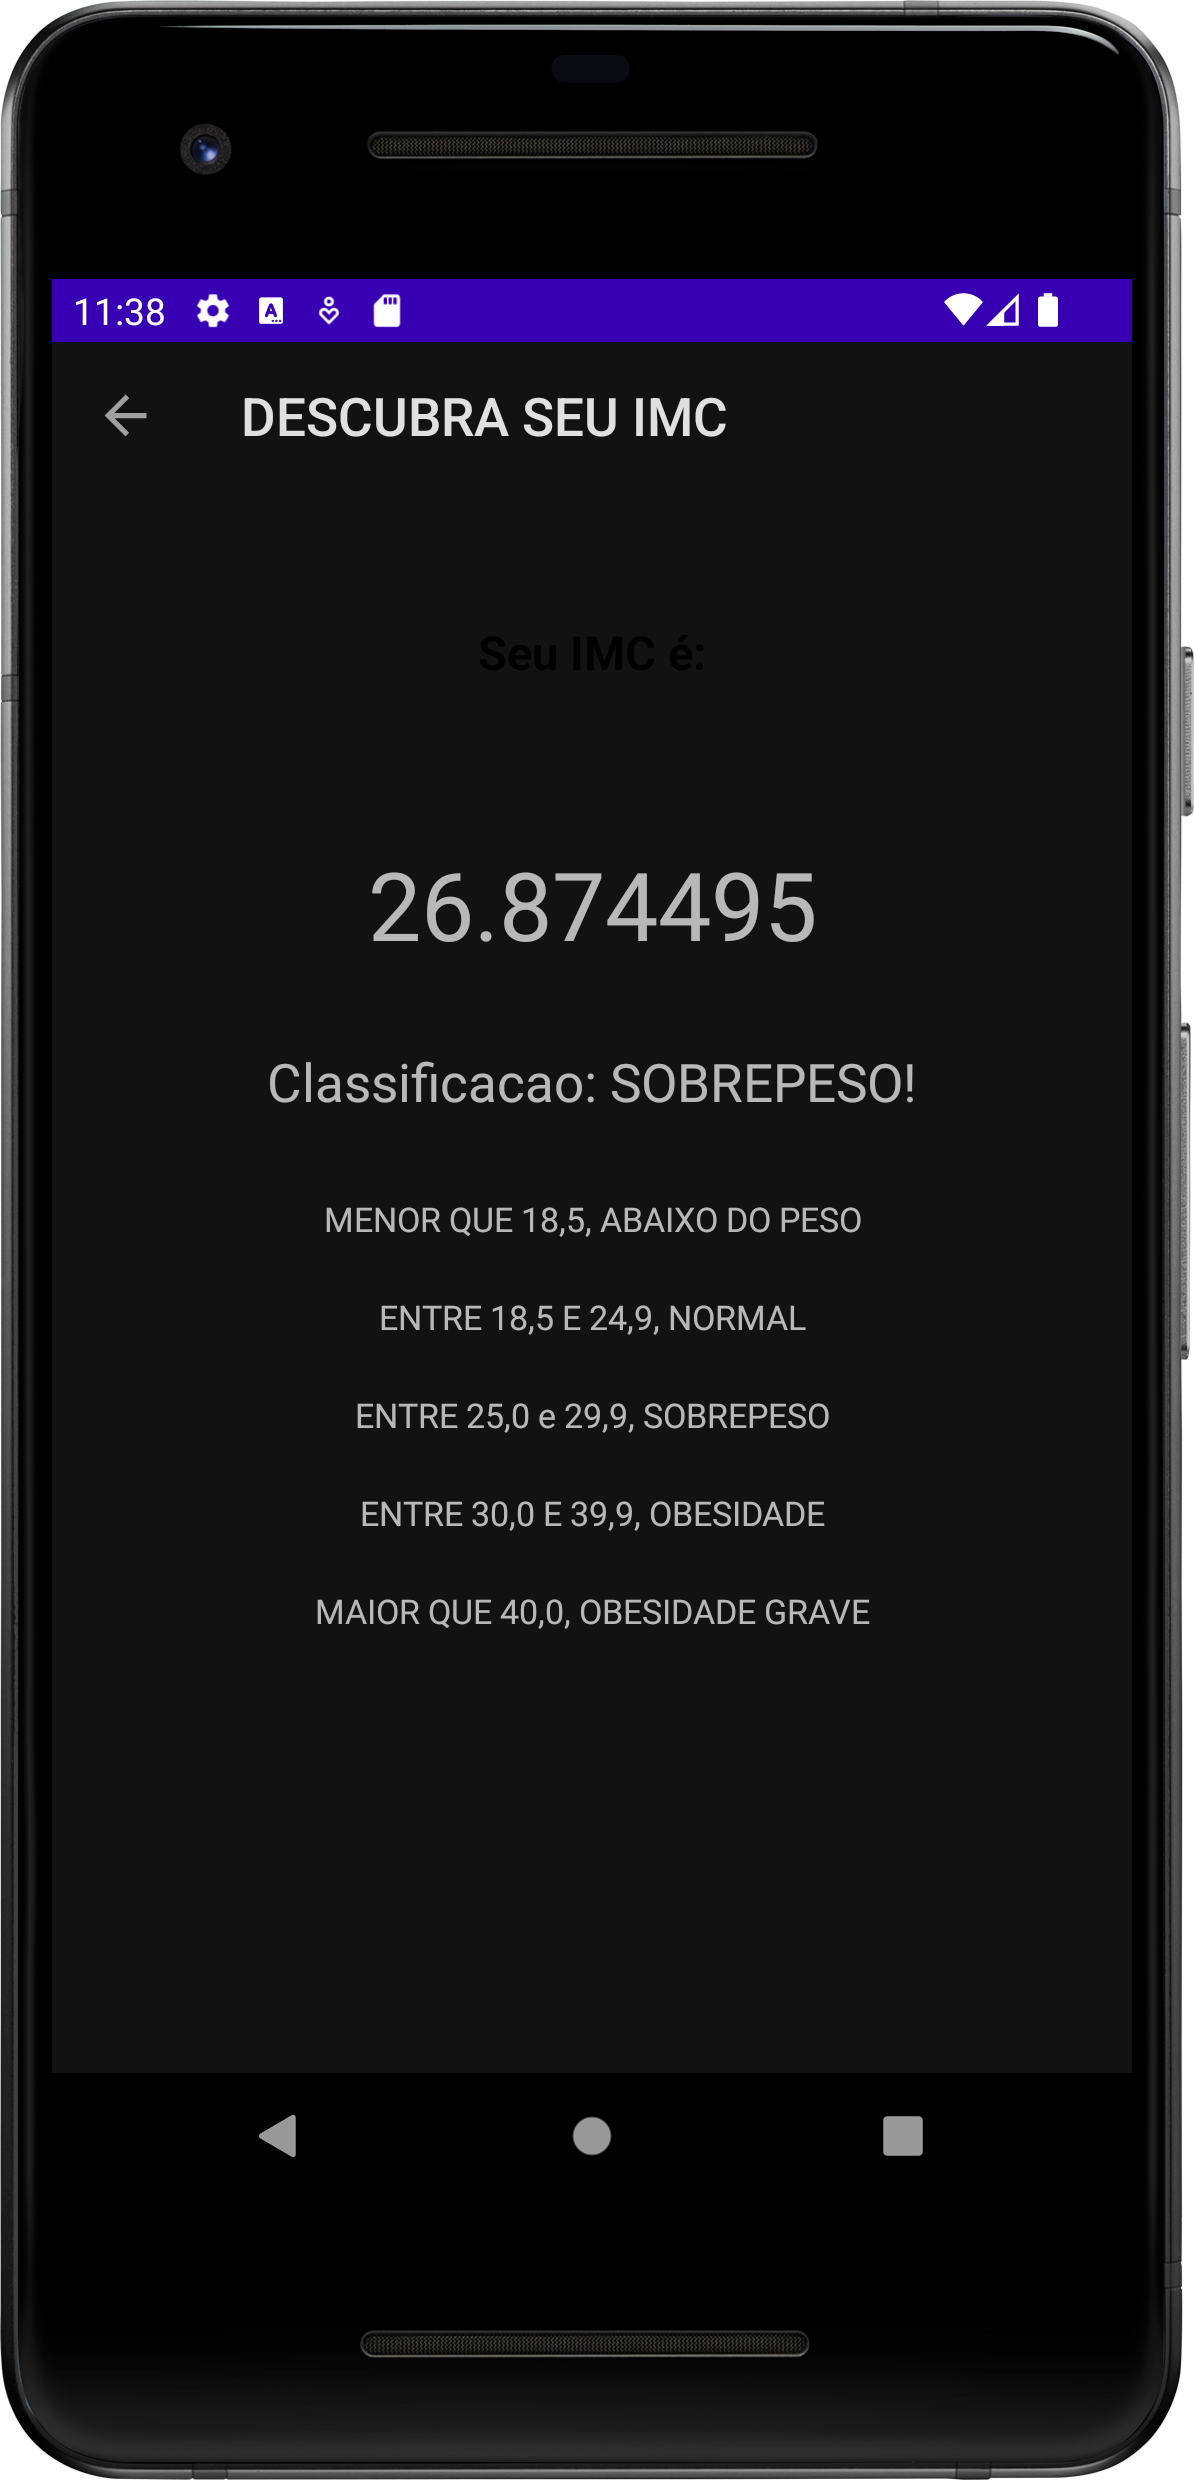 11:38
DESCUBRA SEU IMC
Seu IMC é:
26.874495
Classificacao: SOBREPESO!
MENOR QUE 18,5, ABAIXO DO PESO
ENTRE 18,5 E 24,9, NORMAL
ENTRE 25,0 e 29,9, SOBREPESO
ENTRE 30,0 E 39,9, OBESIDADE
MAIOR QUE 40,0, OBESIDADE GRAVE